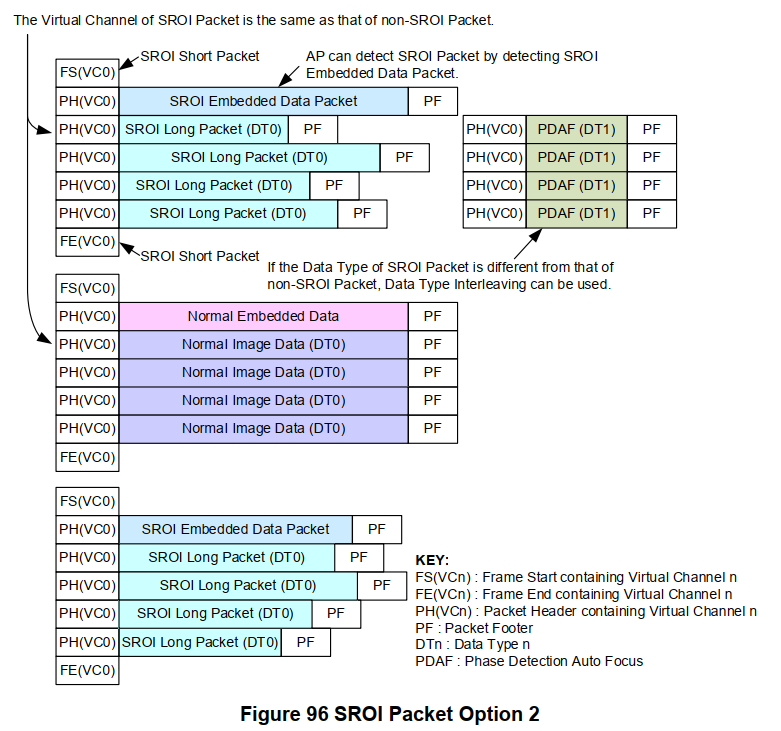 The Virtual Channel of SROI Packet is the same as that of non-SROI Packet.
SROI Short Packet
AP can detect SROI Packet by detecting SROI
Embedded Data Packet.
FS(VC0)
PH(VC0) SROI Embedded Data Packet PF
PH(VC0) SROI Long Packet (DT0) PF PH(VC0) PDAF (DT1) PF
PH(VC0) SROI Long Packet (DT0) PF PH(VC0) PDAF (DT1) PF
PH(VC0) SROI Long Packet (DT0) PF PH(VC0) PDAF (DT1) PF
PH(VC0) SROI Long Packet (DT0) PF PH(VC0) PDAF (DT1) PF
FE(VC0)
SROI Short Packet
If the Data Type of SROI Packet is different from that of
non-SROI Packet, Data Type Interleaving can be used.
FS(VC0)
PH(VC0) Normal Embedded Data PF
PH(VC0) Normal Image Data (DT0) PF
PH(VC0) Normal Image Data (DT0) PF
PH(VC0) Normal Image Data (DT0) PF
PH(VC0) Normal Image Data (DT0) PF
FE(VC0)
FS(VC0)
PH(VC0) SROI Embedded Data Packet PF
PH(VC0) SROI Long Packet (DT0) PF
PH(VC0) SROI Long Packet (DT0) PF
PH(VC0) SROI Long Packet (DT0) PF
PH(VC0) SROI Long Packet (DT0) PF
FE(VC0)
KEY:
FS(VCn) : Frame Start containing Virtual Channel n
FE(VCn) : Frame End containing Virtual Channel n
PH(VCn) : Packet Header containing Virtual Channel n
PF : Packet Footer
DTn : Data Type n
PDAF : Phase Detection Auto Focus
Figure 96 SROI Packet Option 2